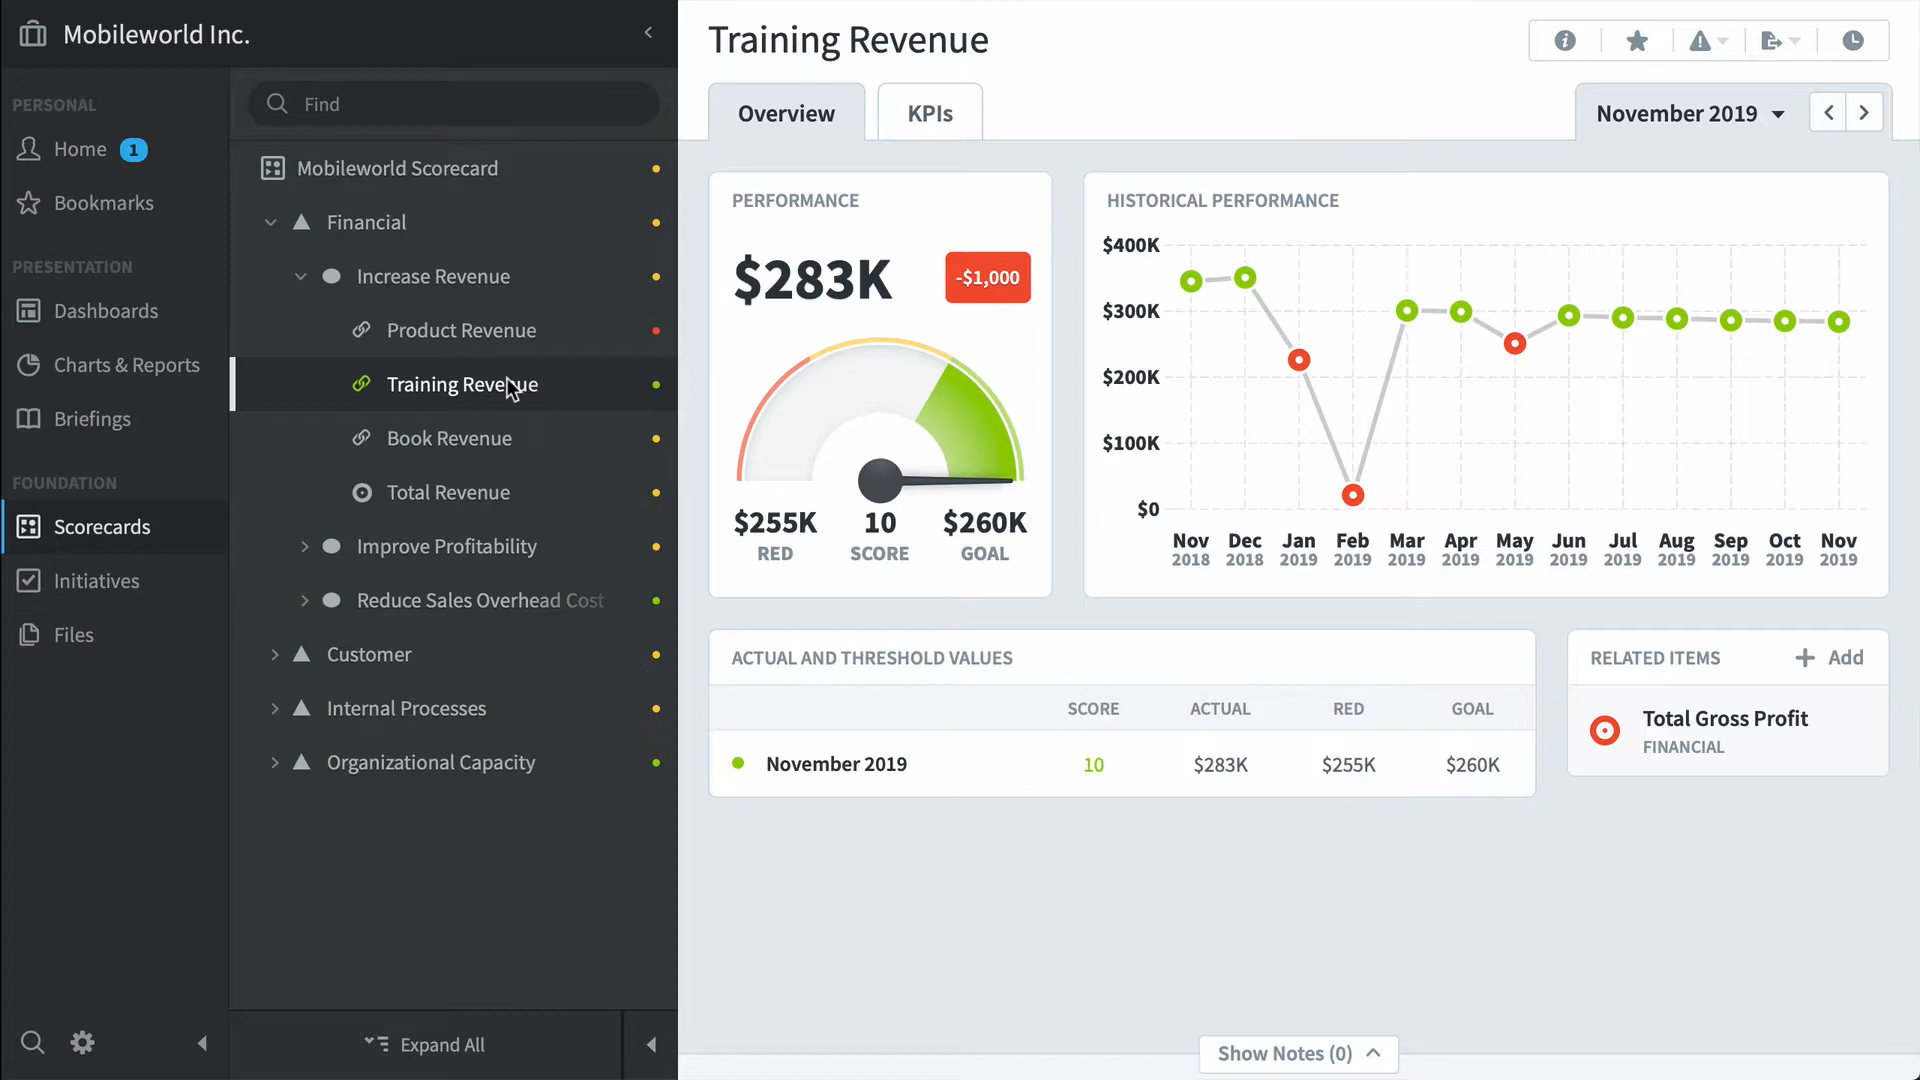 Mobileworld Inc.
PERSONAL
Home 1
Bookmarks
PRESENTATION
Dashboards
Charts & Reports
Briefings
FOUNDATION
Scorecards
Initiatives
Files
Find
Mobileworld Scorecard
Financial
Increase Revenue
Product Revenue
Training Revenue
Book Revenue
Total Revenue
Improve Profitability
Reduce Sales Overhead Cost
Customer
Internal Processes
Organizational Capacity
Expand All
Training Revenue
Overview
KPIs
November 2019
PERFORMANCE
$283K
-$1,000
$255K 10 $260K
RED SCORE GOAL
HISTORICAL PERFORMANCE
$400K
$300K
$200K
$100K
$0
Nov Dec Jan Feb Mar Apr May Jun Jul Aug Sep Oct Nov
2018 2018 2019 2019 2019 2019 2019 2019 2019 2019 2019 2019 2019
ACTUAL AND THRESHOLD VALUES
SCORE ACTUAL RED GOAL
November 2019 10 $283K $255K $260K
RELATED ITEMS
Add
Total Gross Profit
FINANCIAL
Show Notes (0)